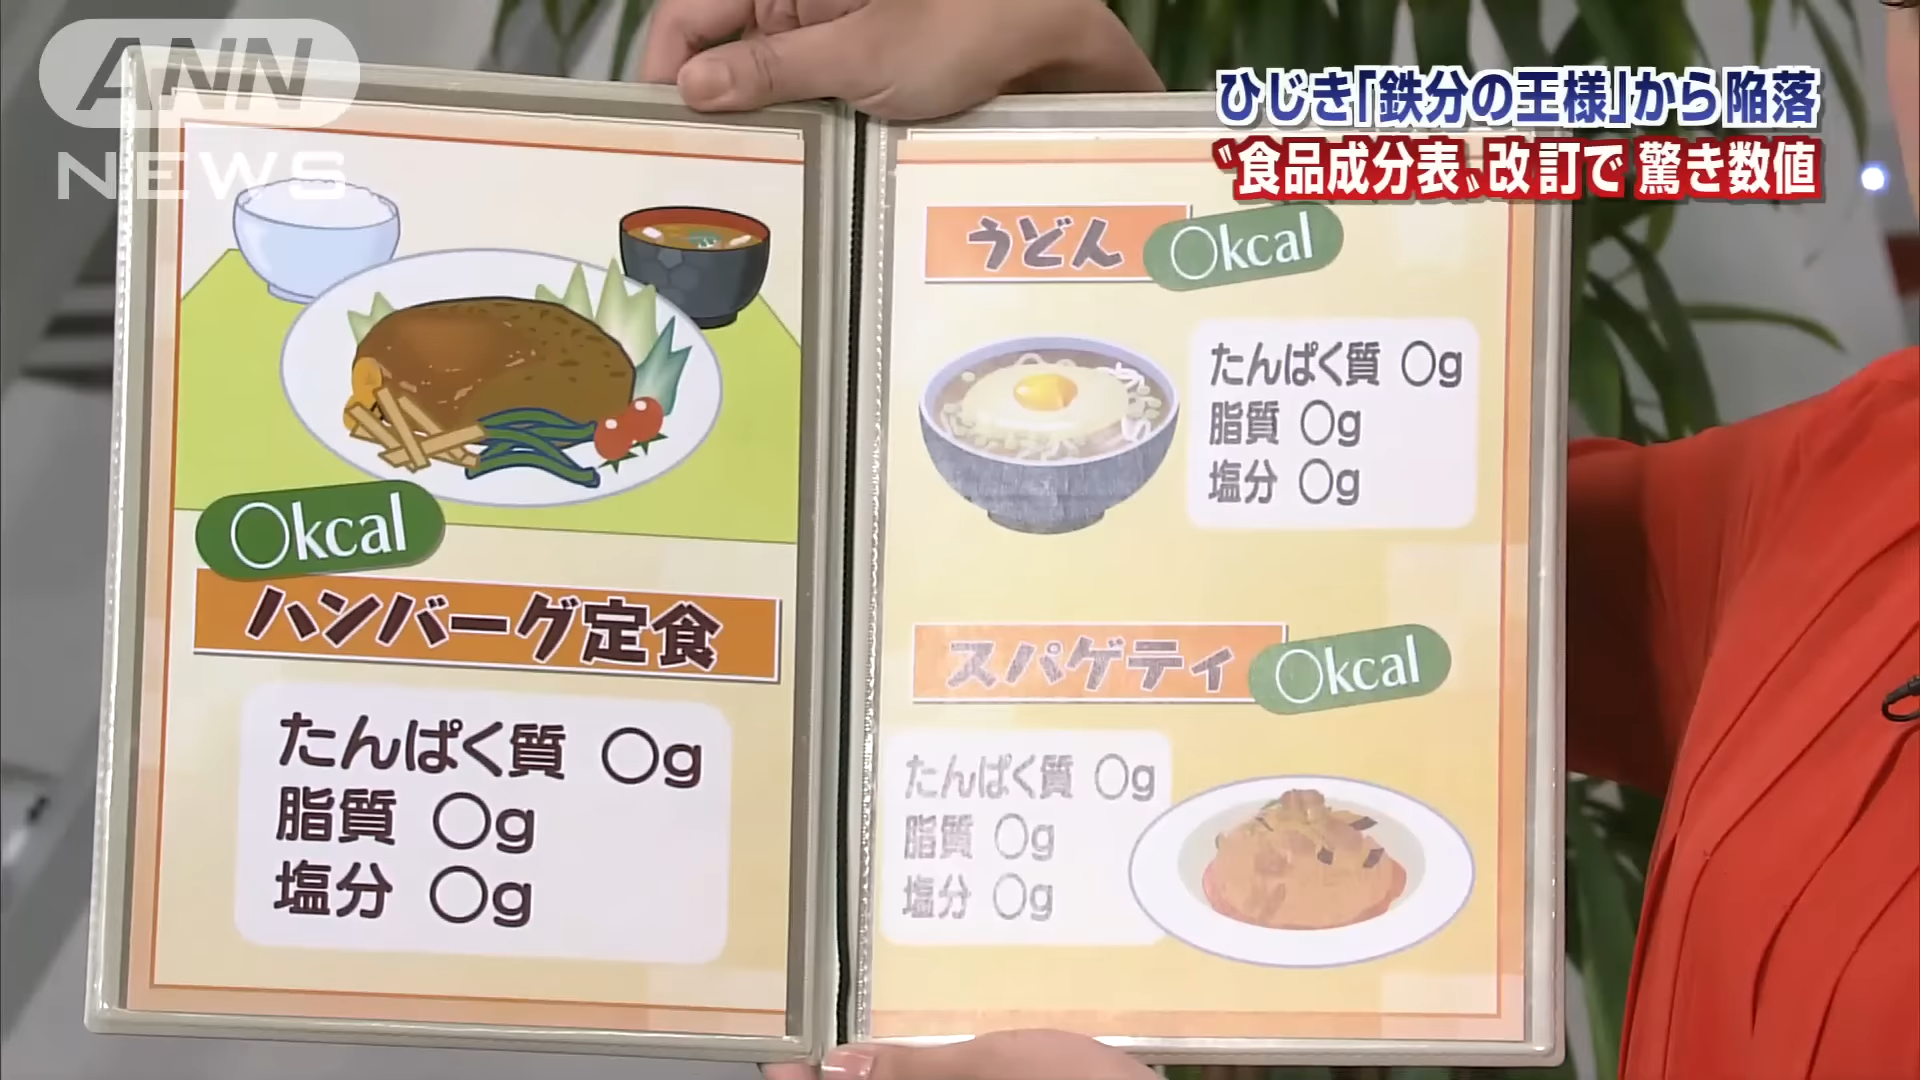 ANN
NEWS
ひじき｢鉄分の王様｣から陥落
〝食品成分表〟改訂で 驚き数値
○kcal
ハンバーグ定食
たんぱく質 ○g
脂質 ○g
塩分 ○g
うどん ○kcal
たんぱく質 ○g
脂質 ○g
塩分 ○g
スパゲティ ○kcal
たんぱく質 ○g
脂質 ○g
塩分 ○g